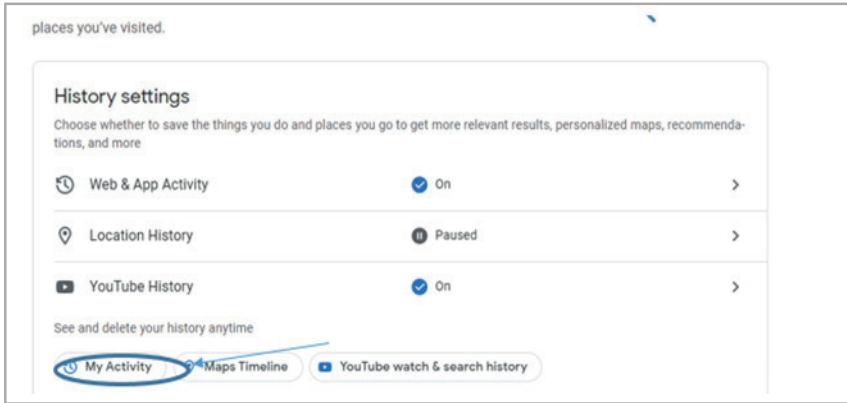 places you've visited.
History settings
Choose whether to save the things you do and places you go to get more relevant results, personalized maps, recommenda-
tions, and more
Web & App Activity On
Location History Paused
YouTube History On
See and delete your history anytime
My Activity Maps Timeline YouTube watch & search history